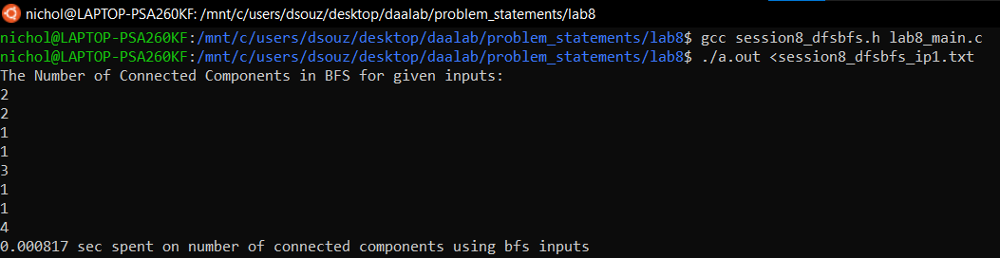 nichol@LAPTOP-PSA260KF: /mnt/c/users/dsouz/desktop/daalab/problem_statements/lab8
nichol@LAPTOP-PSA260KF:/mnt/c/users/dsouz/desktop/daalab/problem_statements/lab8$ gcc session8_dfsbfs.h lab8_main.c
nichol@LAPTOP-PSA260KF:/mnt/c/users/dsouz/desktop/daalab/problem_statements/lab8$ ./a.out <session8_dfsbfs_ip1.txt
The Number of Connected Components in BFS for given inputs:
2
2
1
1
3
1
1
4
0.000817 sec spent on number of connected components using bfs inputs